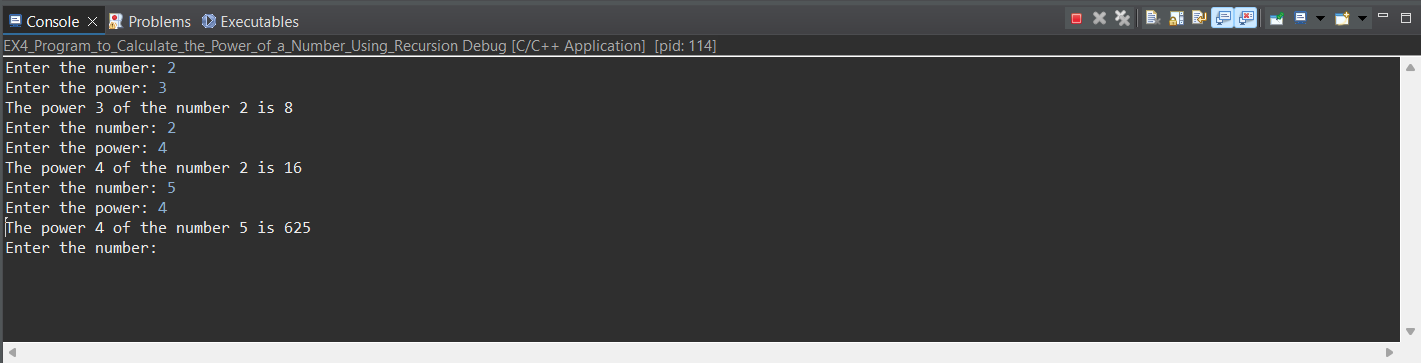 Console Problems Executables
EX4_Program_to_Calculate_the_Power_of_a_Number_Using_Recursion Debug [C/C++ Application] [pid: 114]
Enter the number: 2
Enter the power: 3
The power 3 of the number 2 is 8
Enter the number: 2
Enter the power: 4
The power 4 of the number 2 is 16
Enter the number: 5
Enter the power: 4
The power 4 of the number 5 is 625
Enter the number: